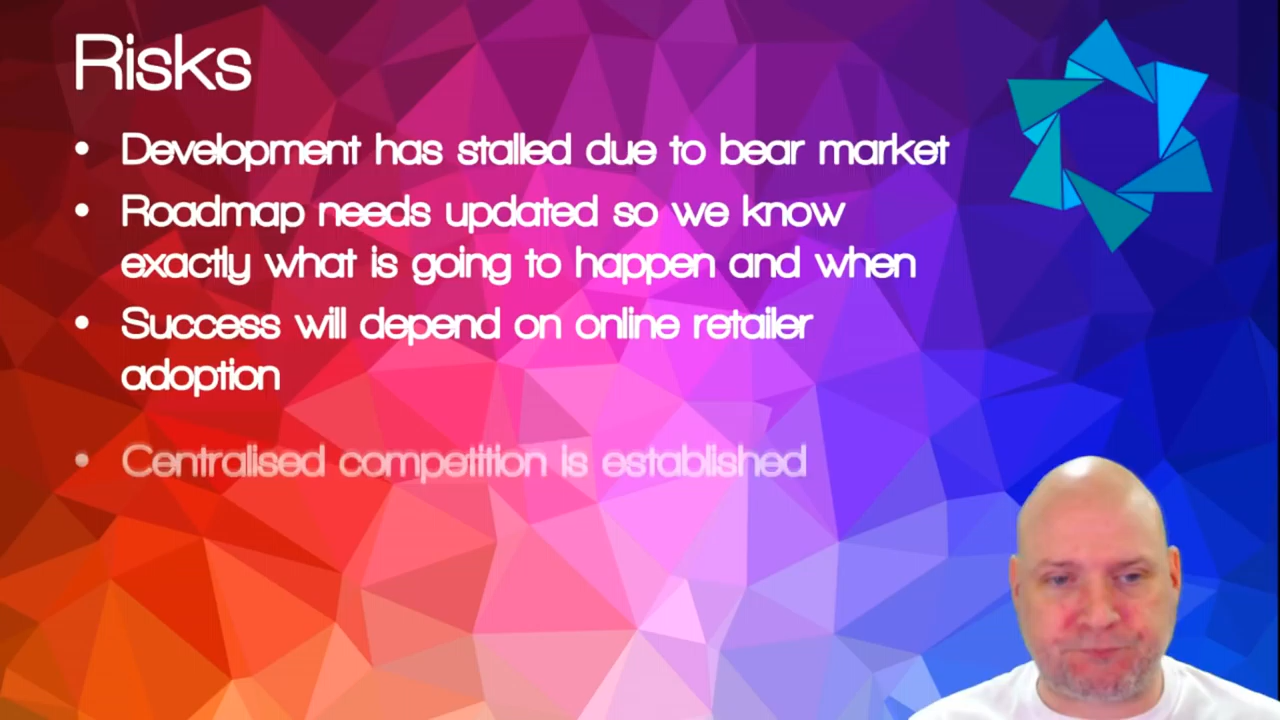 Risks
• Development has stalled due to bear market
• Roadmap needs updated so we know
exactly what is going to happen and when
• Success will depend on online retailer
adoption
• Centralised competition is established